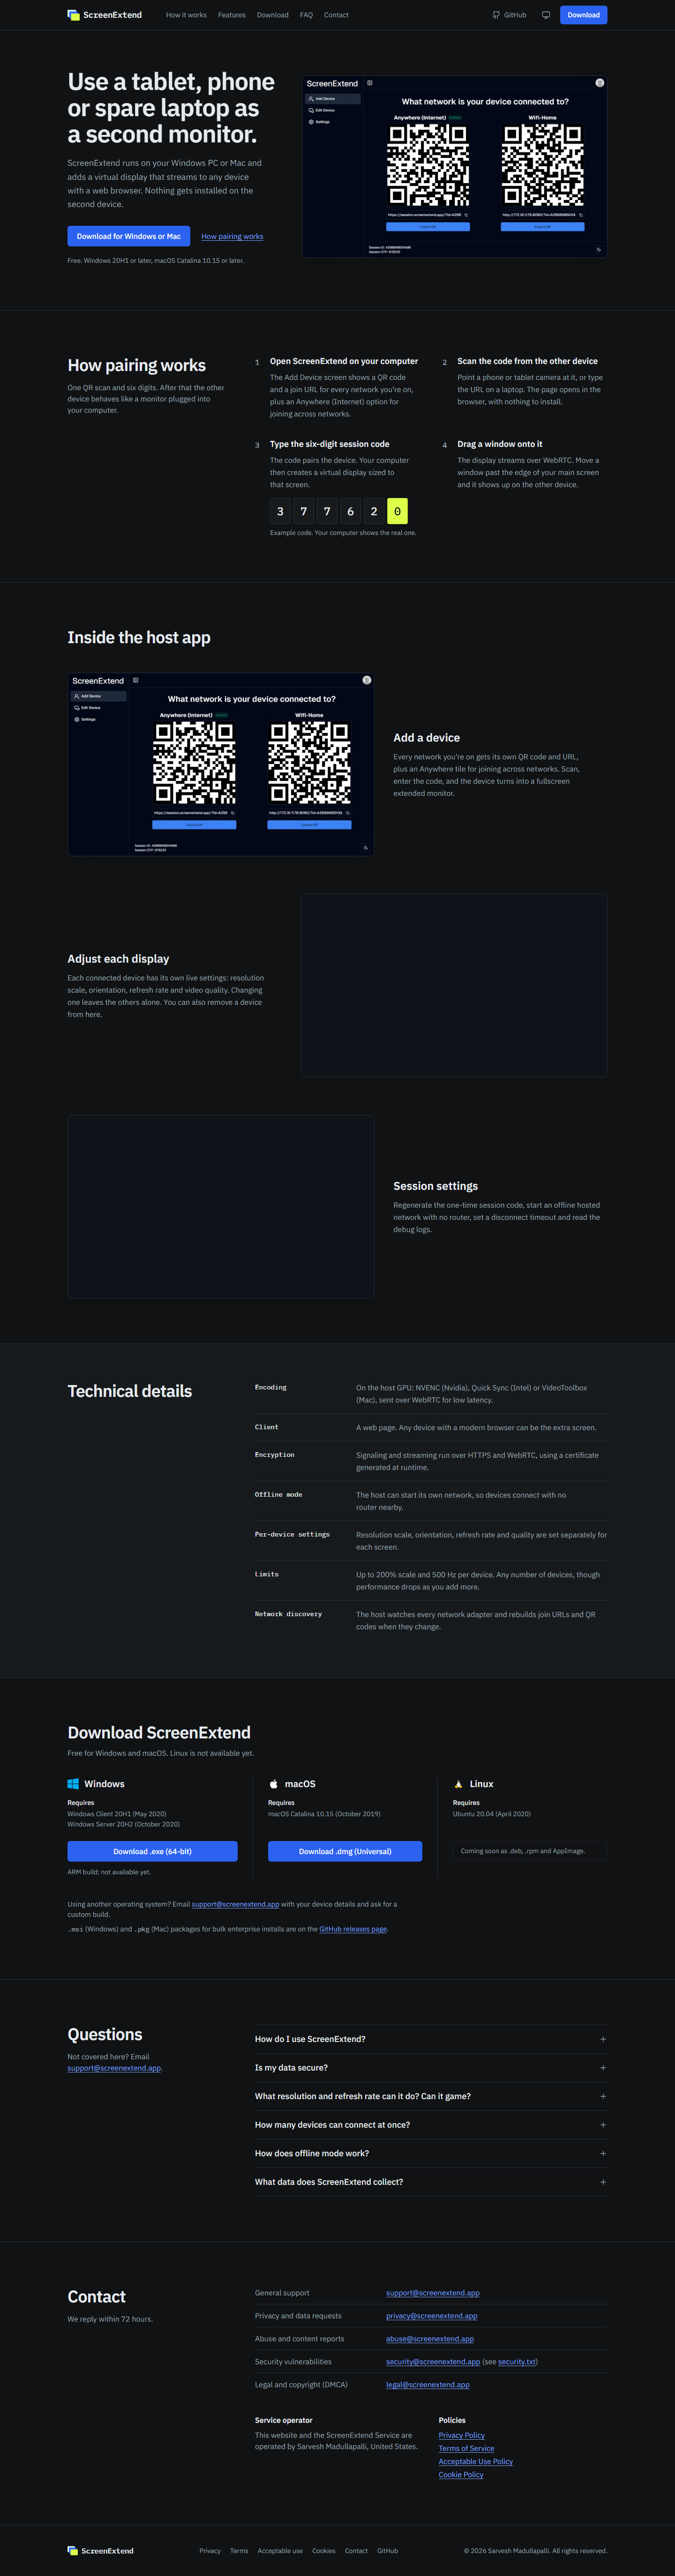 ScreenExtend
How it works
Features
Download
FAQ
Contact
GitHub
Download
Use a tablet, phone
or spare laptop as
a second monitor.
ScreenExtend runs on your Windows PC or Mac and
adds a virtual display that streams to any device
with a web browser. Nothing gets installed on the
second device.
Download for Windows or Mac
How pairing works
Free. Windows 20H1 or later, macOS Catalina 10.15 or later.
ScreenExtend
Add Device
Edit Device
Settings
What network is your device connected to?
Anywhere (Internet)
Wifi-Home
How pairing works
One QR scan and six digits. After that the other
device behaves like a monitor plugged into
your computer.
1
Open ScreenExtend on your computer
The Add Device screen shows a QR code
and a join URL for every network you're on,
plus an Anywhere (Internet) option for
joining across networks.
2
Scan the code from the other device
Point a phone or tablet camera at it, or type
the URL on a laptop. The page opens in the
browser, with nothing to install.
3
Type the six-digit session code
The code pairs the device. Your computer
then creates a virtual display sized to
that screen.
3 7 7 6 2 0
Example code. Your computer shows the real one.
4
Drag a window onto it
The display streams over WebRTC. Move a
window past the edge of your main screen
and it shows up on the other device.
Inside the host app
ScreenExtend
Add Device
Edit Device
Settings
What network is your device connected to?
Anywhere (Internet)
Wifi-Home
Add a device
Every network you're on gets its own QR code and URL,
plus an Anywhere tile for joining across networks. Scan,
enter the code, and the device turns into a fullscreen
extended monitor.
Adjust each display
Each connected device has its own live settings: resolution
scale, orientation, refresh rate and video quality. Changing
one leaves the others alone. You can also remove a device
from here.
Session settings
Regenerate the one-time session code, start an offline hosted
network with no router, set a disconnect timeout and read the
debug logs.
Technical details
Encoding
On the host GPU: NVENC (Nvidia), Quick Sync (Intel) or VideoToolbox
(Mac), sent over WebRTC for low latency.
Client
A web page. Any device with a modern browser can be the extra screen.
Encryption
Signaling and streaming run over HTTPS and WebRTC, using a certificate
generated at runtime.
Offline mode
The host can start its own network, so devices connect with no
router nearby.
Per-device settings
Resolution scale, orientation, refresh rate and quality are set separately for
each screen.
Limits
Up to 200% scale and 500 Hz per device. Any number of devices, though
performance drops as you add more.
Network discovery
The host watches every network adapter and rebuilds join URLs and QR
codes when they change.
Download ScreenExtend
Free for Windows and macOS. Linux is not available yet.
Windows
Requires
Windows Client 20H1 (May 2020)
Windows Server 20H2 (October 2020)
Download .exe (64-bit)
ARM build: not available yet.
macOS
Requires
macOS Catalina 10.15 (October 2019)
Download .dmg (Universal)
Linux
Requires
Ubuntu 20.04 (April 2020)
Coming soon as .deb, .rpm and AppImage.
Using another operating system? Email support@screenextend.app with your device details and ask for a
custom build.
.msi (Windows) and .pkg (Mac) packages for bulk enterprise installs are on the GitHub releases page.
Questions
Not covered here? Email
support@screenextend.app.
How do I use ScreenExtend?
Is my data secure?
What resolution and refresh rate can it do? Can it game?
How many devices can connect at once?
How does offline mode work?
What data does ScreenExtend collect?
Contact
We reply within 72 hours.
General support
support@screenextend.app
Privacy and data requests
privacy@screenextend.app
Abuse and content reports
abuse@screenextend.app
Security vulnerabilities
security@screenextend.app (see security.txt)
Legal and copyright (DMCA)
legal@screenextend.app
Service operator
This website and the ScreenExtend Service are
operated by Sarvesh Madullapalli, United States.
Policies
Privacy Policy
Terms of Service
Acceptable Use Policy
Cookie Policy
ScreenExtend
Privacy
Terms
Acceptable use
Cookies
Contact
GitHub
© 2026 Sarvesh Madullapalli. All rights reserved.